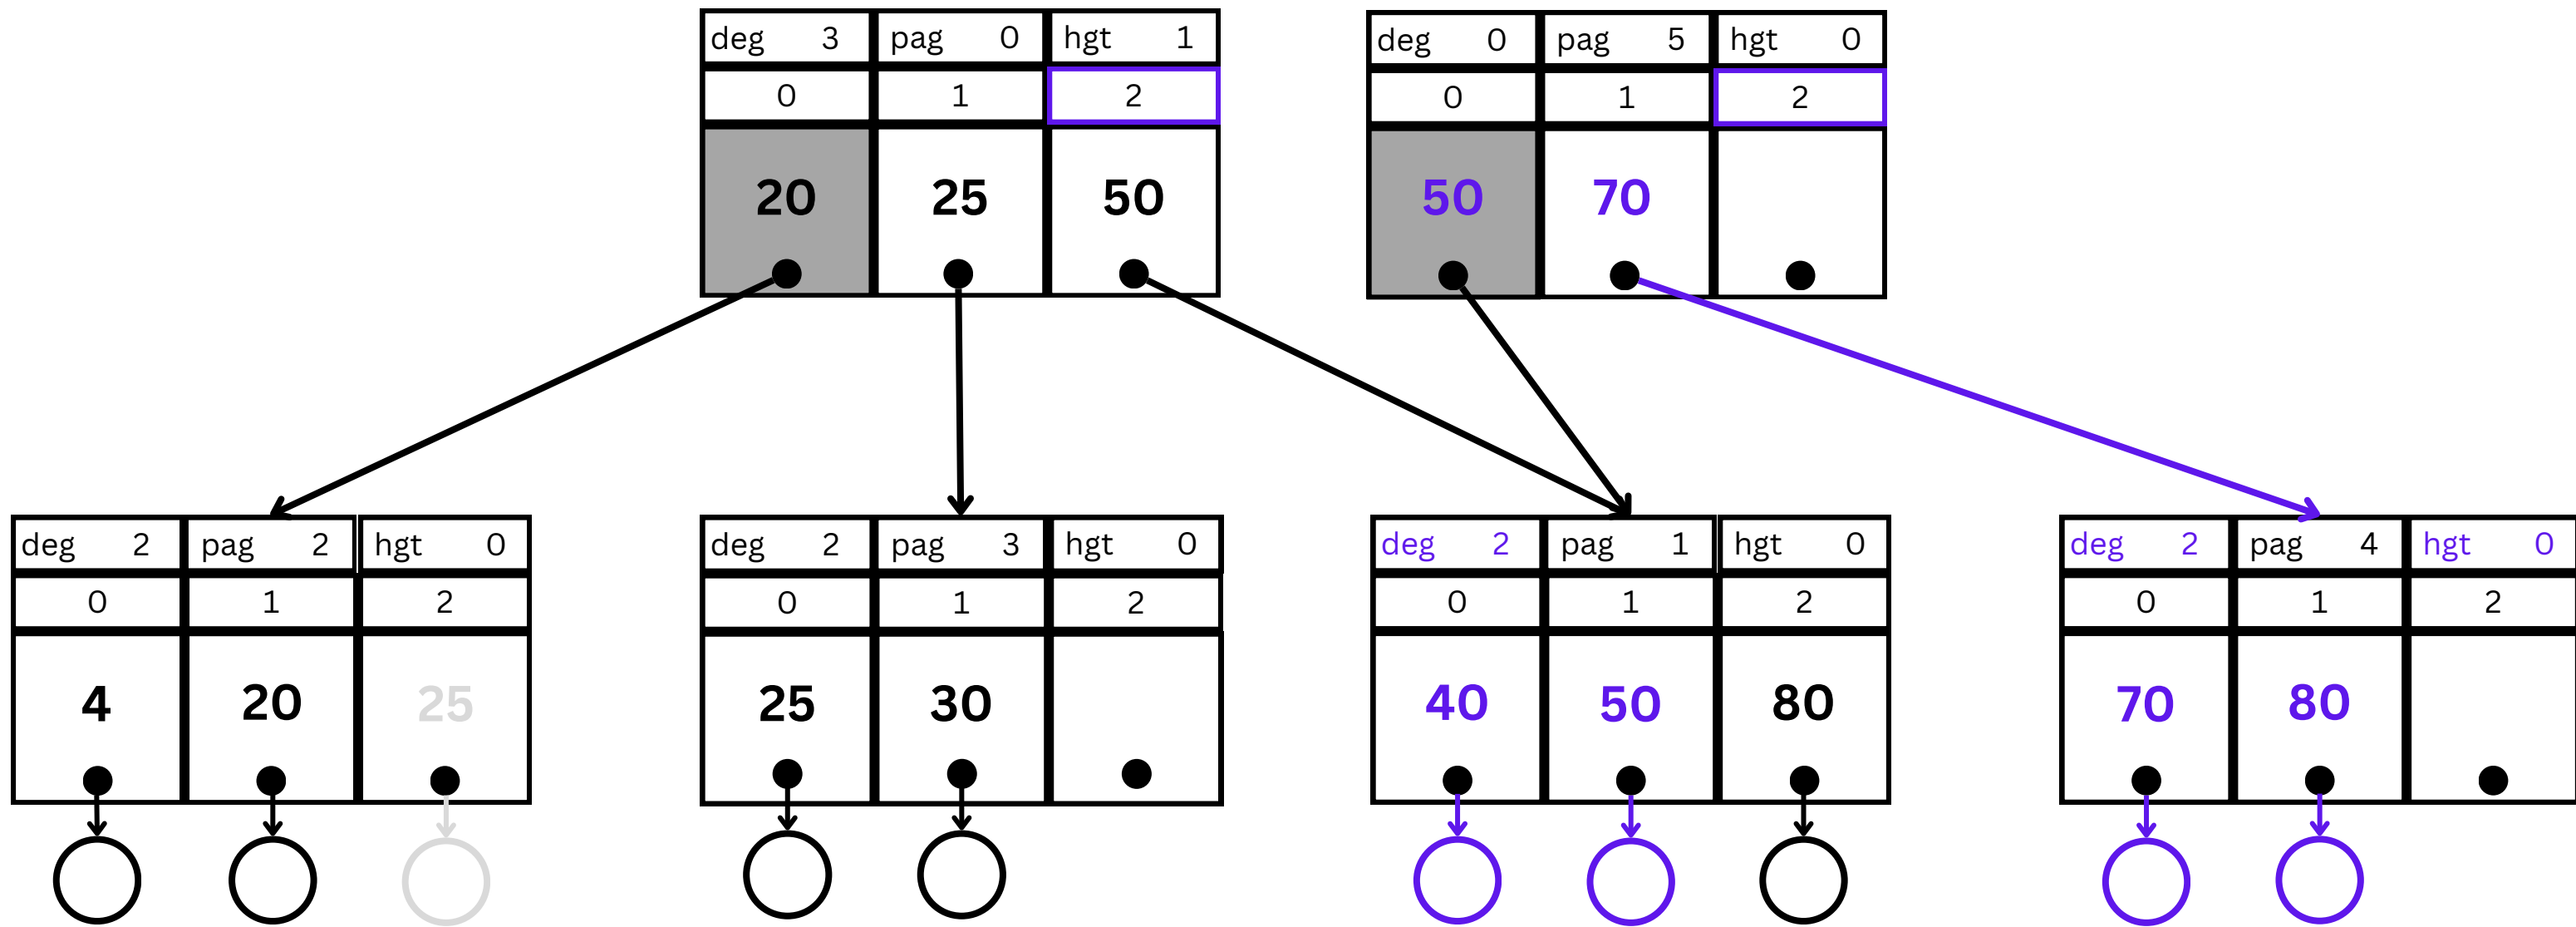 deg 3 pag 0 hgt 1
0 1 2
20 25 50
deg 0 pag 5 hgt 0
0 1 2
50 70
deg 2 pag 2 hgt 0
0 1 2
4 20 25
deg 2 pag 3 hgt 0
0 1 2
25 30
deg 2 pag 1 hgt 0
0 1 2
40 50 80
deg 2 pag 4 hgt 0
0 1 2
70 80